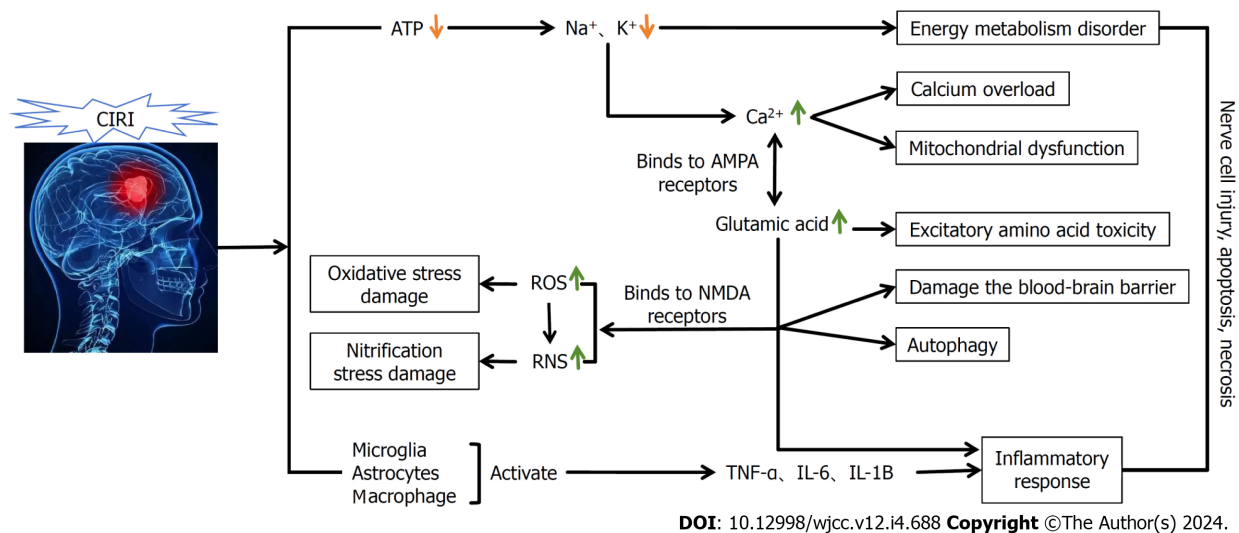 CIRI
ATP
Na⁺、K⁺
Energy metabolism disorder
Calcium overload
Ca²⁺
Mitochondrial dysfunction
Binds to AMPA
receptors
Glutamic acid
Excitatory amino acid toxicity
Oxidative stress
damage
ROS
Binds to NMDA
receptors
Damage the blood-brain barrier
Nitrification
stress damage
RNS
Autophagy
Nerve cell injury, apoptosis, necrosis
Microglia
Astrocytes
Macrophage
Activate
TNF-α、IL-6、IL-1B
Inflammatory
response
DOI: 10.12998/wjcc.v12.i4.688 Copyright ©The Author(s) 2024.